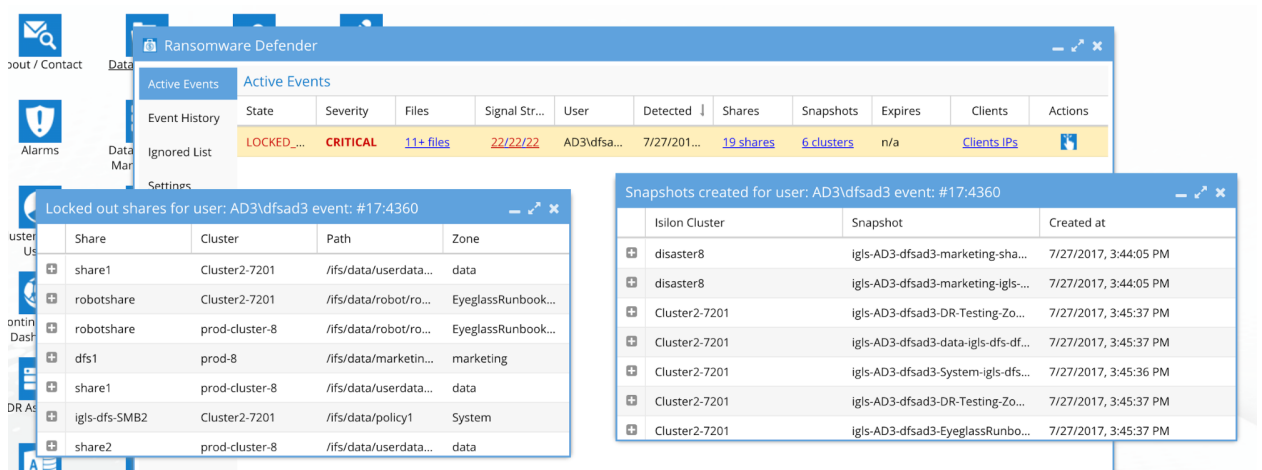 Ransomware Defender
About / Contact
Data
Active Events
Active Events
State Severity Files Signal Str... User Detected Shares Snapshots Expires Clients Actions
Event History
LOCKED_... CRITICAL 11+ files 22/22/22 AD3\dfsa... 7/27/201... 19 shares 6 clusters n/a Clients IPs
Alarms
Data
Ignored List
Mar
Settings
Locked out shares for user: AD3\dfsad3 event: #17:4360
Share Cluster Path Zone
share1 Cluster2-7201 /ifs/data/userdata... data
robotshare Cluster2-7201 /ifs/data/robot/ro... EyeglassRunbook...
robotshare prod-cluster-8 /ifs/data/robot/ro... EyeglassRunbook...
dfs1 prod-8 /ifs/data/marketin... marketing
share1 prod-cluster-8 /ifs/data/userdata... data
igls-dfs-SMB2 Cluster2-7201 /ifs/data/policy1 System
share2 prod-cluster-8 /ifs/data/userdata... data
Snapshots created for user: AD3\dfsad3 event: #17:4360
Isilon Cluster Snapshot Created at
disaster8 igls-AD3-dfsad3-marketing-sha... 7/27/2017, 3:44:05 PM
disaster8 igls-AD3-dfsad3-marketing-igls-... 7/27/2017, 3:44:05 PM
Cluster2-7201 igls-AD3-dfsad3-DR-Testing-Zo... 7/27/2017, 3:45:37 PM
Cluster2-7201 igls-AD3-dfsad3-data-igls-dfs-df... 7/27/2017, 3:45:37 PM
Cluster2-7201 igls-AD3-dfsad3-System-igls-dfs... 7/27/2017, 3:45:36 PM
Cluster2-7201 igls-AD3-dfsad3-DR-Testing-Zo... 7/27/2017, 3:45:37 PM
Cluster2-7201 igls-AD3-dfsad3-EyeglassRunbo... 7/27/2017, 3:45:37 PM